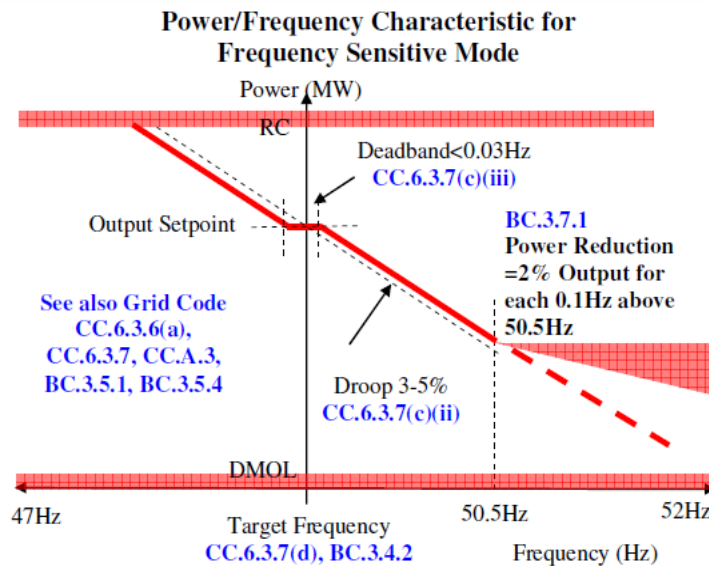 Power/Frequency Characteristic for
Frequency Sensitive Mode
Power (MW)
RC
Deadband<0.03Hz
CC.6.3.7(c)(iii)
Output Setpoint
BC.3.7.1
Power Reduction
=2% Output for
each 0.1Hz above
50.5Hz
See also Grid Code
CC.6.3.6(a),
CC.6.3.7, CC.A.3,
BC.3.5.1, BC.3.5.4
Droop 3-5%
CC.6.3.7(c)(ii)
DMOL
47Hz
Target Frequency
CC.6.3.7(d), BC.3.4.2
50.5Hz
52Hz
Frequency (Hz)